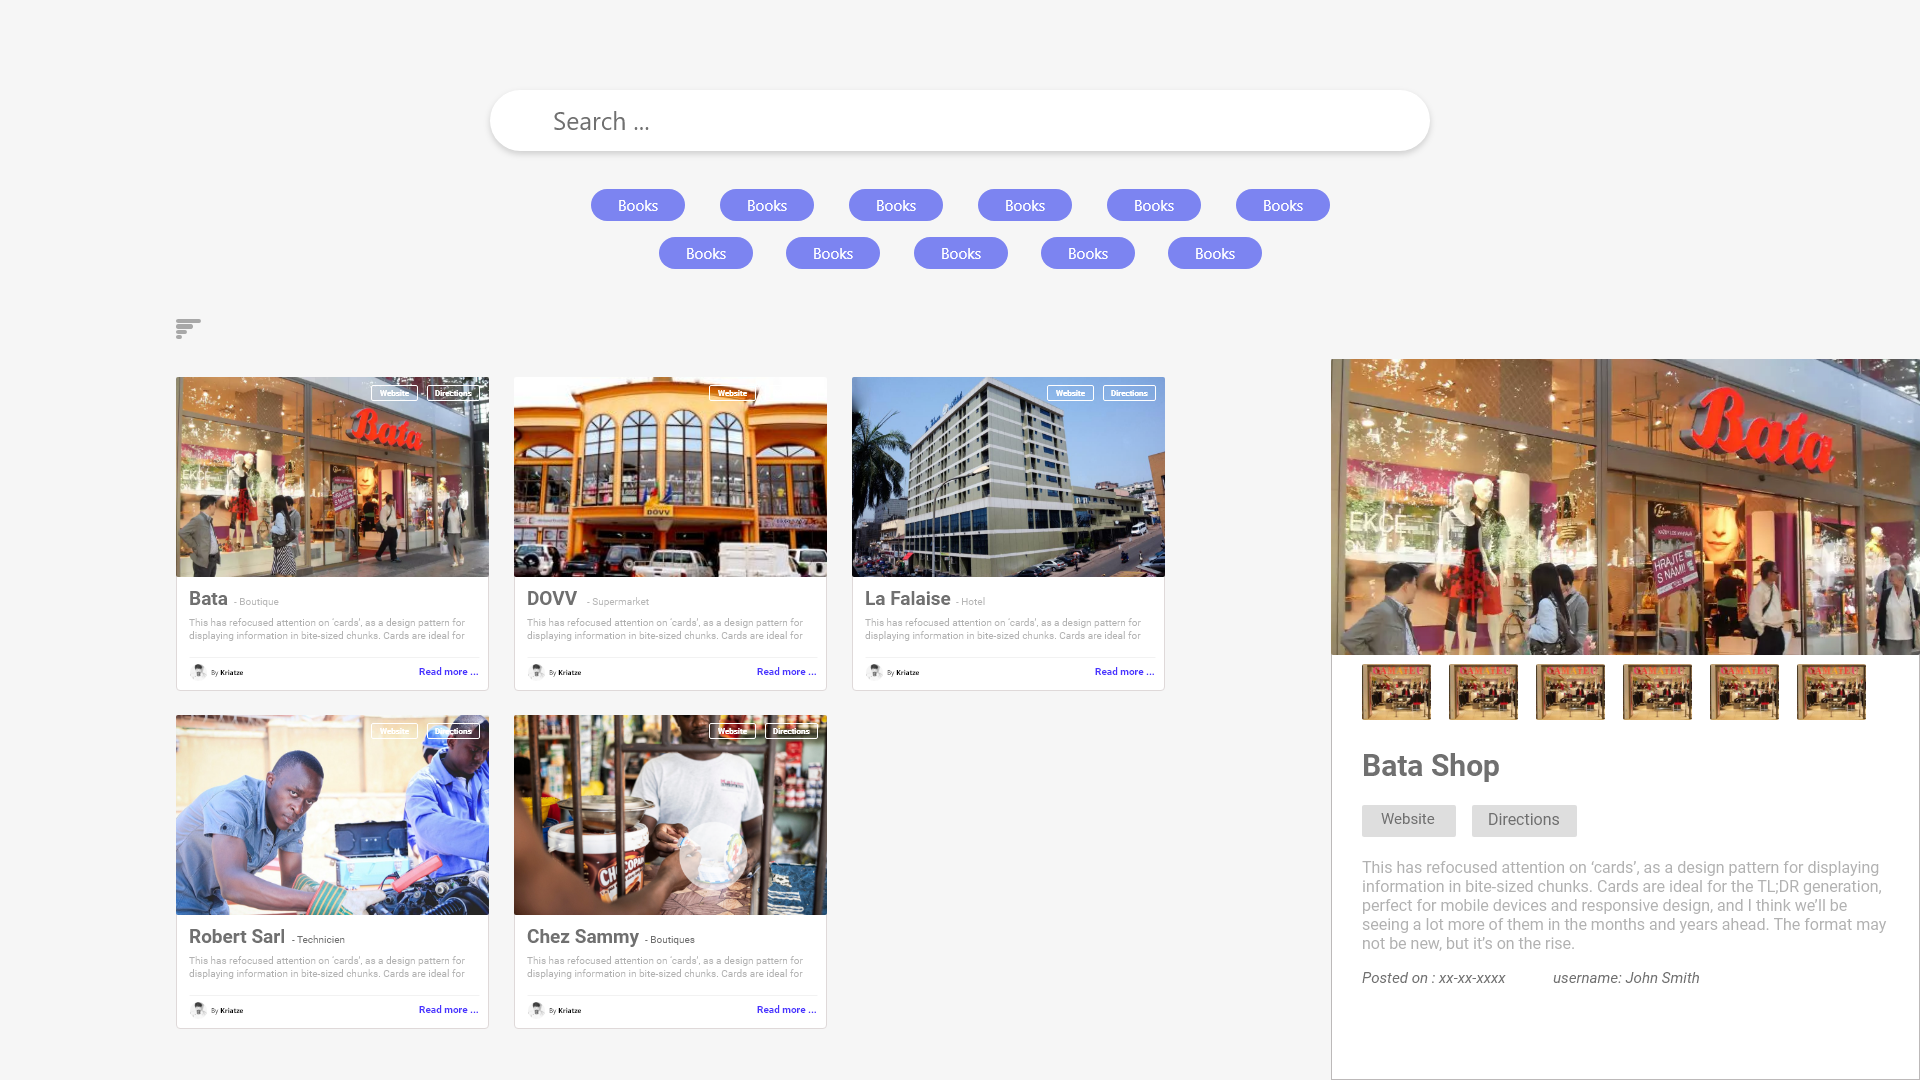 Search ...
Books Books Books Books Books Books
Books Books Books Books Books
Website Directions
Bata
EKCE
Bata - Boutique
This has refocused attention on ‘cards’, as a design pattern for
displaying information in bite-sized chunks. Cards are ideal for
By Kriatze
Read more ...
Website
DOVV
DOVV - Supermarket
This has refocused attention on ‘cards’, as a design pattern for
displaying information in bite-sized chunks. Cards are ideal for
By Kriatze
Read more ...
Website Directions
La Falaise - Hotel
This has refocused attention on ‘cards’, as a design pattern for
displaying information in bite-sized chunks. Cards are ideal for
By Kriatze
Read more ...
Website Directions
Robert Sarl - Technicien
This has refocused attention on ‘cards’, as a design pattern for
displaying information in bite-sized chunks. Cards are ideal for
By Kriatze
Read more ...
Website Directions
Chez Sammy - Boutiques
This has refocused attention on ‘cards’, as a design pattern for
displaying information in bite-sized chunks. Cards are ideal for
By Kriatze
Read more ...
Bata
EKCE
HRAJTE
S NÁMI!
Bata Shop
Website Directions
This has refocused attention on ‘cards’, as a design pattern for displaying
information in bite-sized chunks. Cards are ideal for the TL;DR generation,
perfect for mobile devices and responsive design, and I think we’ll be
seeing a lot more of them in the months and years ahead. The format may
not be new, but it’s on the rise.
Posted on : xx-xx-xxxx username: John Smith